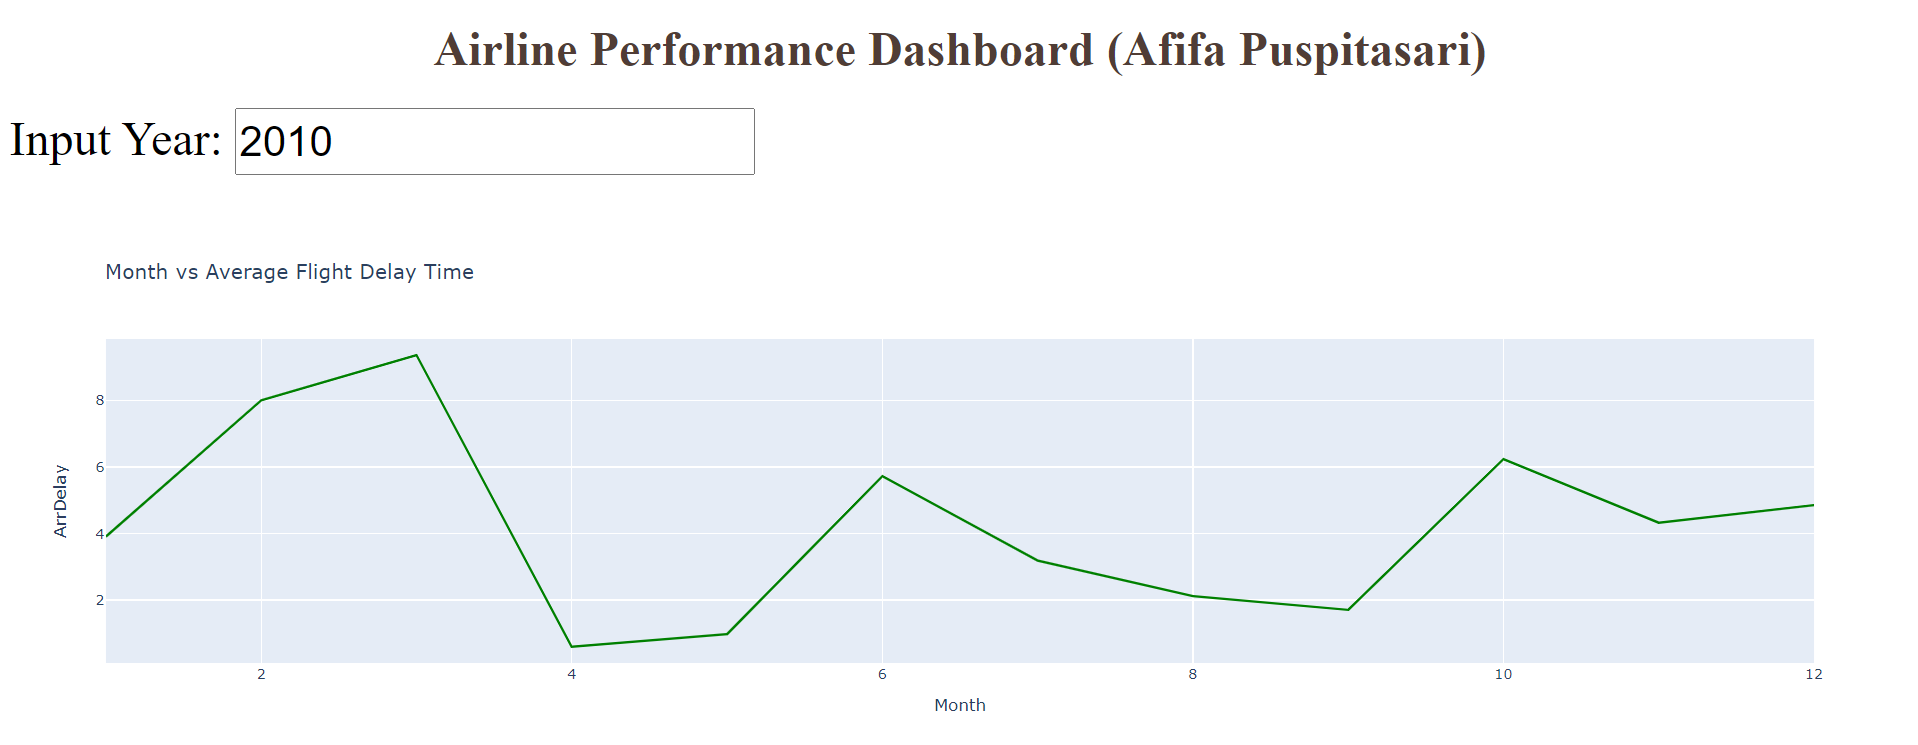 Airline Performance Dashboard (Afifa Puspitasari)
Input Year: 2010
Month vs Average Flight Delay Time
8
6
4
2
ArrDelay
2 4 6 8 10 12
Month